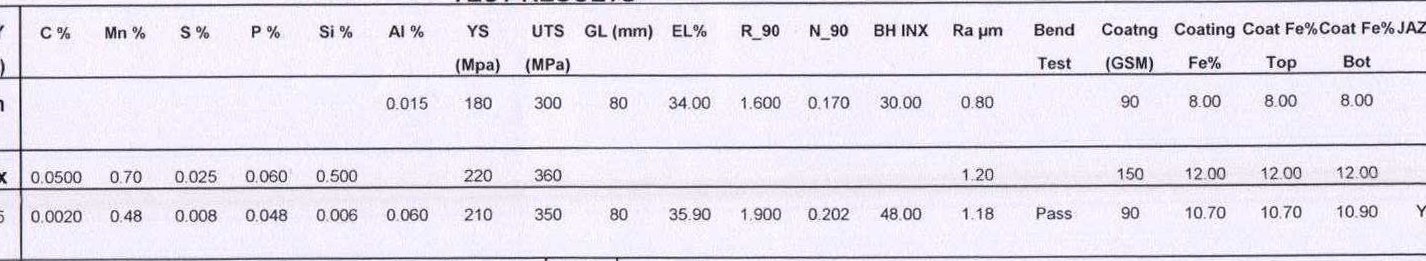 C % Mn % S % P % Si % Al % YS UTS GL (mm) EL% R_90 N_90 BH INX Ra µm Bend Coatng Coating Coat Fe% Coat Fe% JAZ
) (Mpa) (MPa) Test (GSM) Fe% Top Bot
0.015 180 300 80 34.00 1.600 0.170 30.00 0.80 90 8.00 8.00 8.00
x 0.0500 0.70 0.025 0.060 0.500 220 360 1.20 150 12.00 12.00 12.00
0.0020 0.48 0.008 0.048 0.006 0.060 210 350 80 35.90 1.900 0.202 48.00 1.18 Pass 90 10.70 10.70 10.90 Y